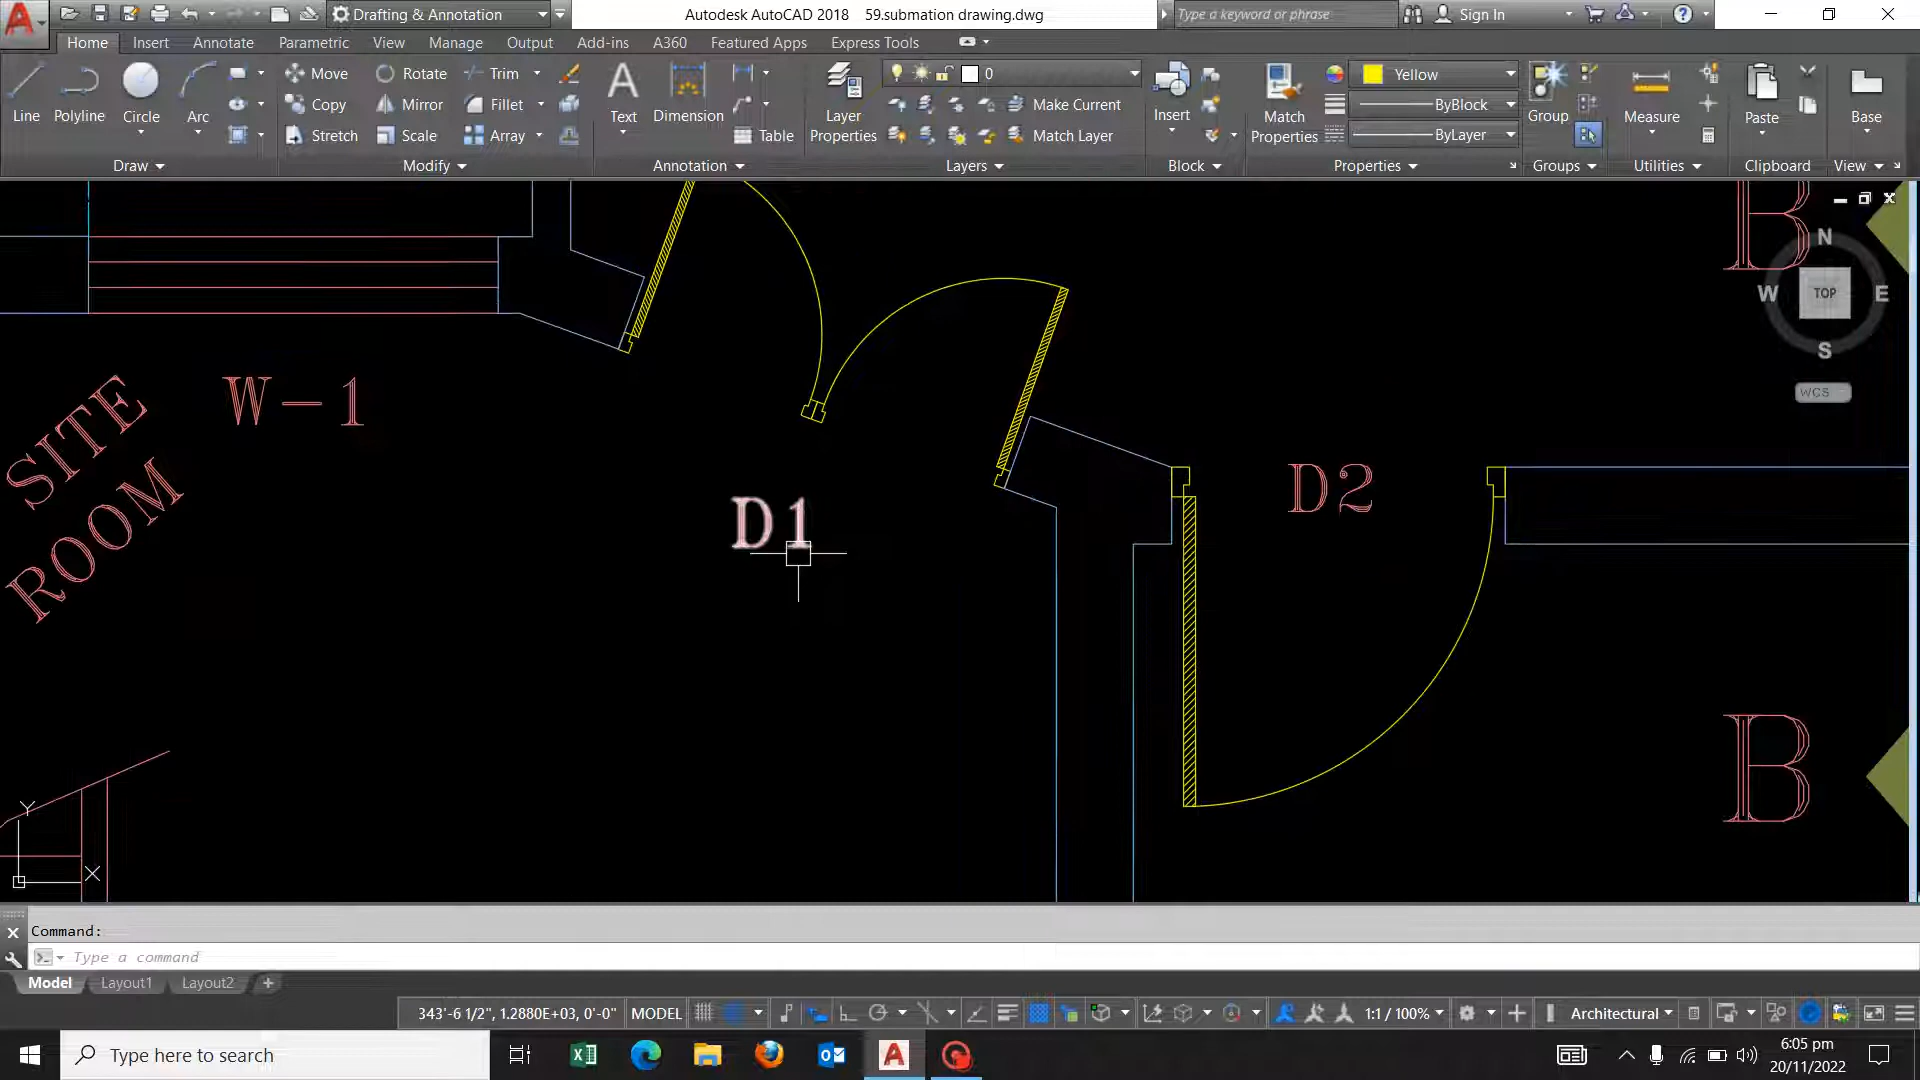 Drafting & Annotation
Autodesk AutoCAD 2018 59.submation drawing.dwg
Type a keyword or phrase
Sign In
Home Insert Annotate Parametric View Manage Output Add-ins A360 Featured Apps Express Tools
Line
Polyline
Circle
Arc
Draw
Move
Rotate
Trim
Copy
Mirror
Fillet
Stretch
Scale
Array
Modify
Text
Dimension
Table
Annotation
Layer
Properties
0
Make Current
Match Layer
Layers
Insert
Block
Match
Properties
Yellow
ByBlock
ByLayer
Properties
Group
Groups
Measure
Utilities
Paste
Clipboard
Base
View
B
N
W
TOP
E
S
WCS
SITE
ROOM
W-1
D1
D2
B
Y
X
Command:
Type a command
Model Layout1 Layout2
343'-6 1/2", 1.2880E+03, 0'-0" MODEL
1:1 / 100%
Architectural
Type here to search
6:05 pm
20/11/2022